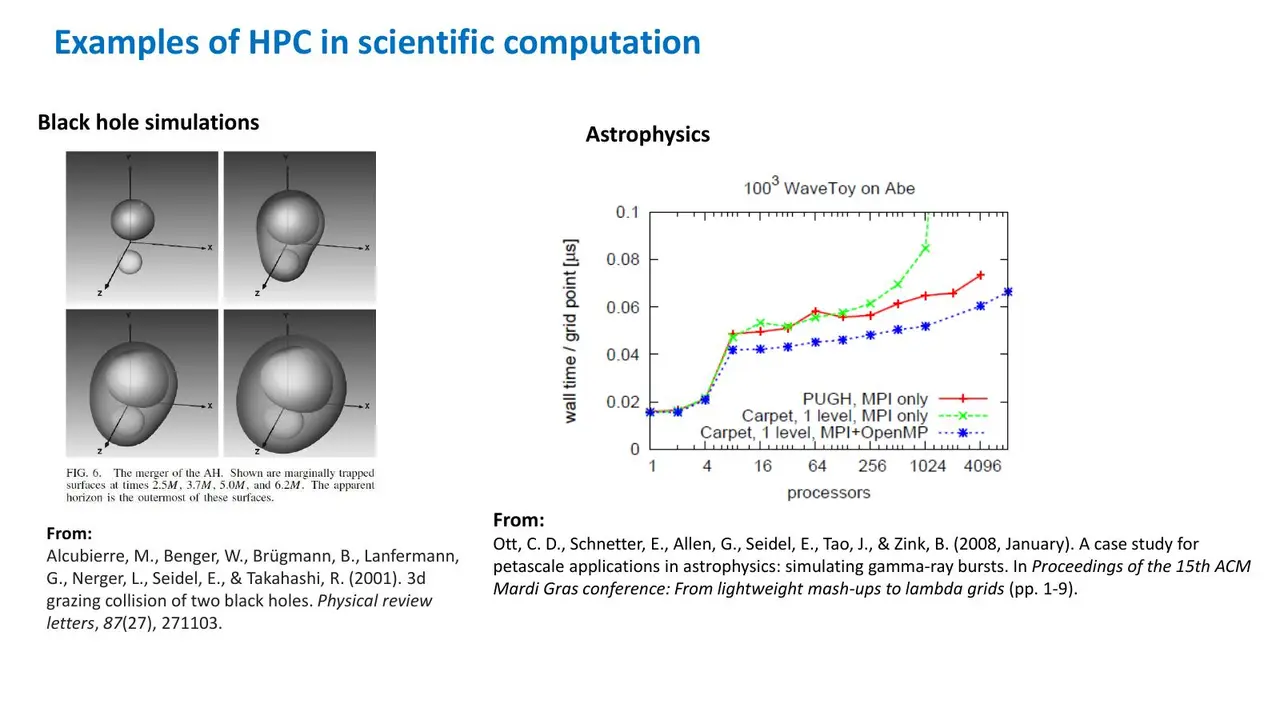 Examples of HPC in scientific computation
Black hole simulations
Y
X
Z
Y
X
Z
Y
X
Z
Y
X
Z
FIG. 6. The merger of the AH. Shown are marginally trapped
surfaces at times 2.5M, 3.7M, 5.0M, and 6.2M. The apparent
horizon is the outermost of these surfaces.
From:
Alcubierre, M., Benger, W., Brügmann, B., Lanfermann,
G., Nerger, L., Seidel, E., & Takahashi, R. (2001). 3d
grazing collision of two black holes. Physical review
letters, 87(27), 271103.
Astrophysics
100³ WaveToy on Abe
wall time / grid point [µs]
0.1
0.08
0.06
0.04
0.02
0
PUGH, MPI only
Carpet, 1 level, MPI only
Carpet, 1 level, MPI+OpenMP
1 4 16 64 256 1024 4096
processors
From:
Ott, C. D., Schnetter, E., Allen, G., Seidel, E., Tao, J., & Zink, B. (2008, January). A case study for
petascale applications in astrophysics: simulating gamma-ray bursts. In Proceedings of the 15th ACM
Mardi Gras conference: From lightweight mash-ups to lambda grids (pp. 1-9).